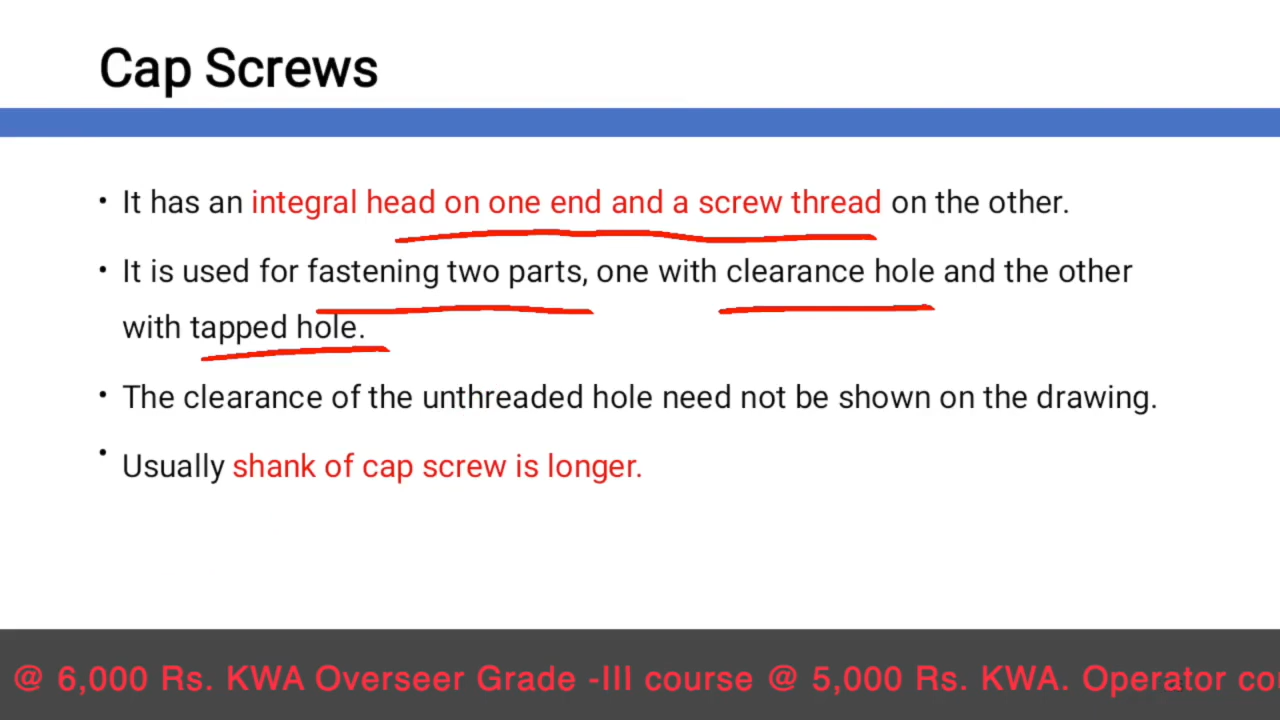 Cap Screws
• It has an integral head on one end and a screw thread on the other.
• It is used for fastening two parts, one with clearance hole and the other
with tapped hole.
• The clearance of the unthreaded hole need not be shown on the drawing.
• Usually shank of cap screw is longer.
@ 6,000 Rs. KWA Overseer Grade -III course @ 5,000 Rs. KWA. Operator